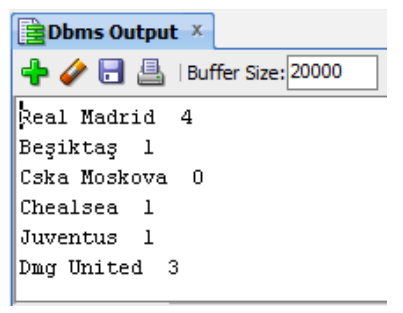 Dbms Output x
Buffer Size: 20000
Real Madrid 4
Beşiktaş 1
Cska Moskova 0
Chealsea 1
Juventus 1
Dmg United 3